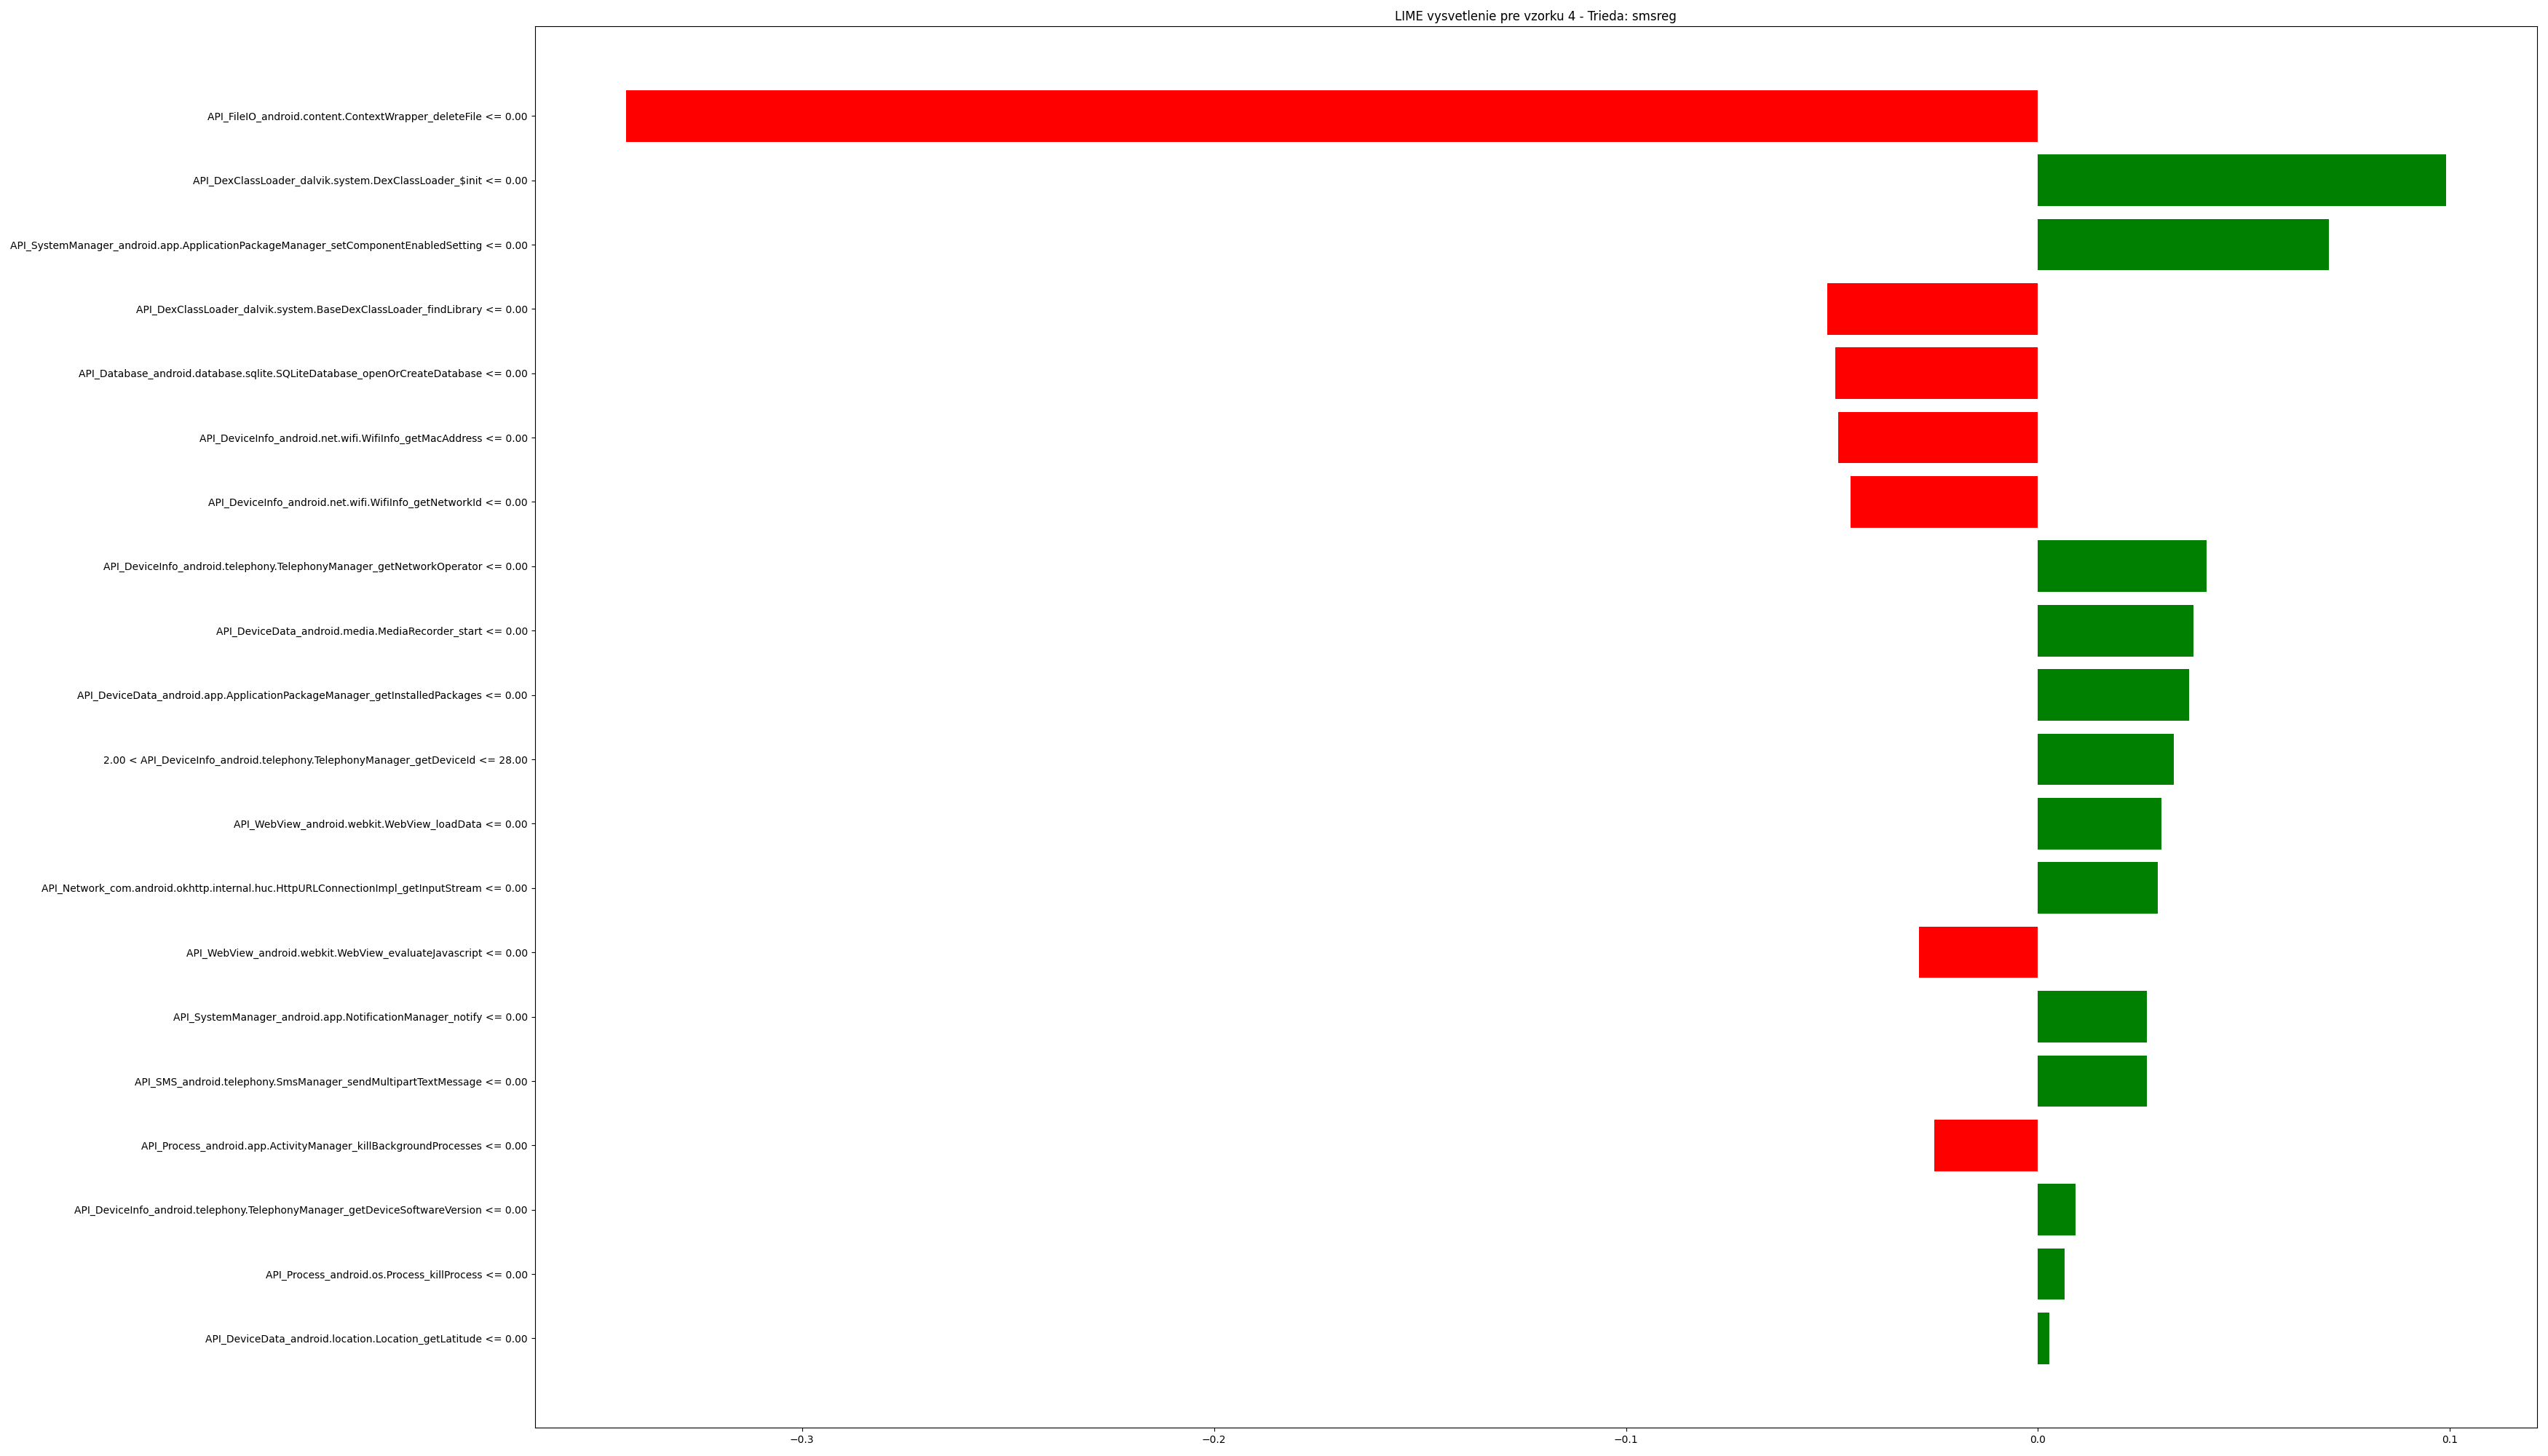 LIME vysvetlenie pre vzorku 4 - Trieda: smsreg
API_FileIO_android.content.ContextWrapper_deleteFile <= 0.00
API_DexClassLoader_dalvik.system.DexClassLoader_$init <= 0.00
API_SystemManager_android.app.ApplicationPackageManager_setComponentEnabledSetting <= 0.00
API_DexClassLoader_dalvik.system.BaseDexClassLoader_findLibrary <= 0.00
API_Database_android.database.sqlite.SQLiteDatabase_openOrCreateDatabase <= 0.00
API_DeviceInfo_android.net.wifi.WifiInfo_getMacAddress <= 0.00
API_DeviceInfo_android.net.wifi.WifiInfo_getNetworkId <= 0.00
API_DeviceInfo_android.telephony.TelephonyManager_getNetworkOperator <= 0.00
API_DeviceData_android.media.MediaRecorder_start <= 0.00
API_DeviceData_android.app.ApplicationPackageManager_getInstalledPackages <= 0.00
2.00 < API_DeviceInfo_android.telephony.TelephonyManager_getDeviceId <= 28.00
API_WebView_android.webkit.WebView_loadData <= 0.00
API_Network_com.android.okhttp.internal.huc.HttpURLConnectionImpl_getInputStream <= 0.00
API_WebView_android.webkit.WebView_evaluateJavascript <= 0.00
API_SystemManager_android.app.NotificationManager_notify <= 0.00
API_SMS_android.telephony.SmsManager_sendMultipartTextMessage <= 0.00
API_Process_android.app.ActivityManager_killBackgroundProcesses <= 0.00
API_DeviceInfo_android.telephony.TelephonyManager_getDeviceSoftwareVersion <= 0.00
API_Process_android.os.Process_killProcess <= 0.00
API_DeviceData_android.location.Location_getLatitude <= 0.00
−0.3 −0.2 −0.1 0.0 0.1